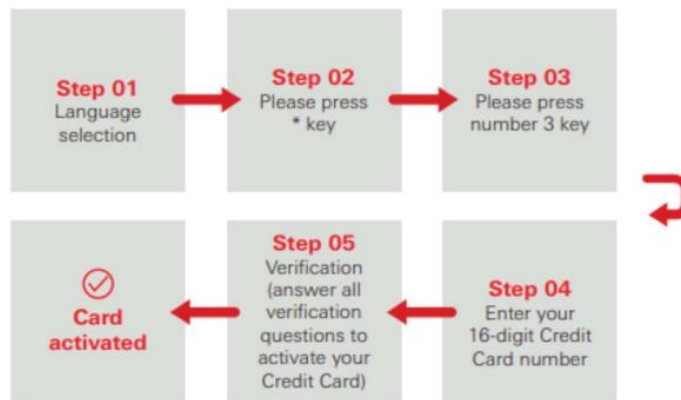 Step 01
Language
selection
Step 02
Please press
* key
Step 03
Please press
number 3 key
Step 04
Enter your
16-digit Credit
Card number
Step 05
Verification
(answer all
verification
questions to
activate your
Credit Card)
Card
activated